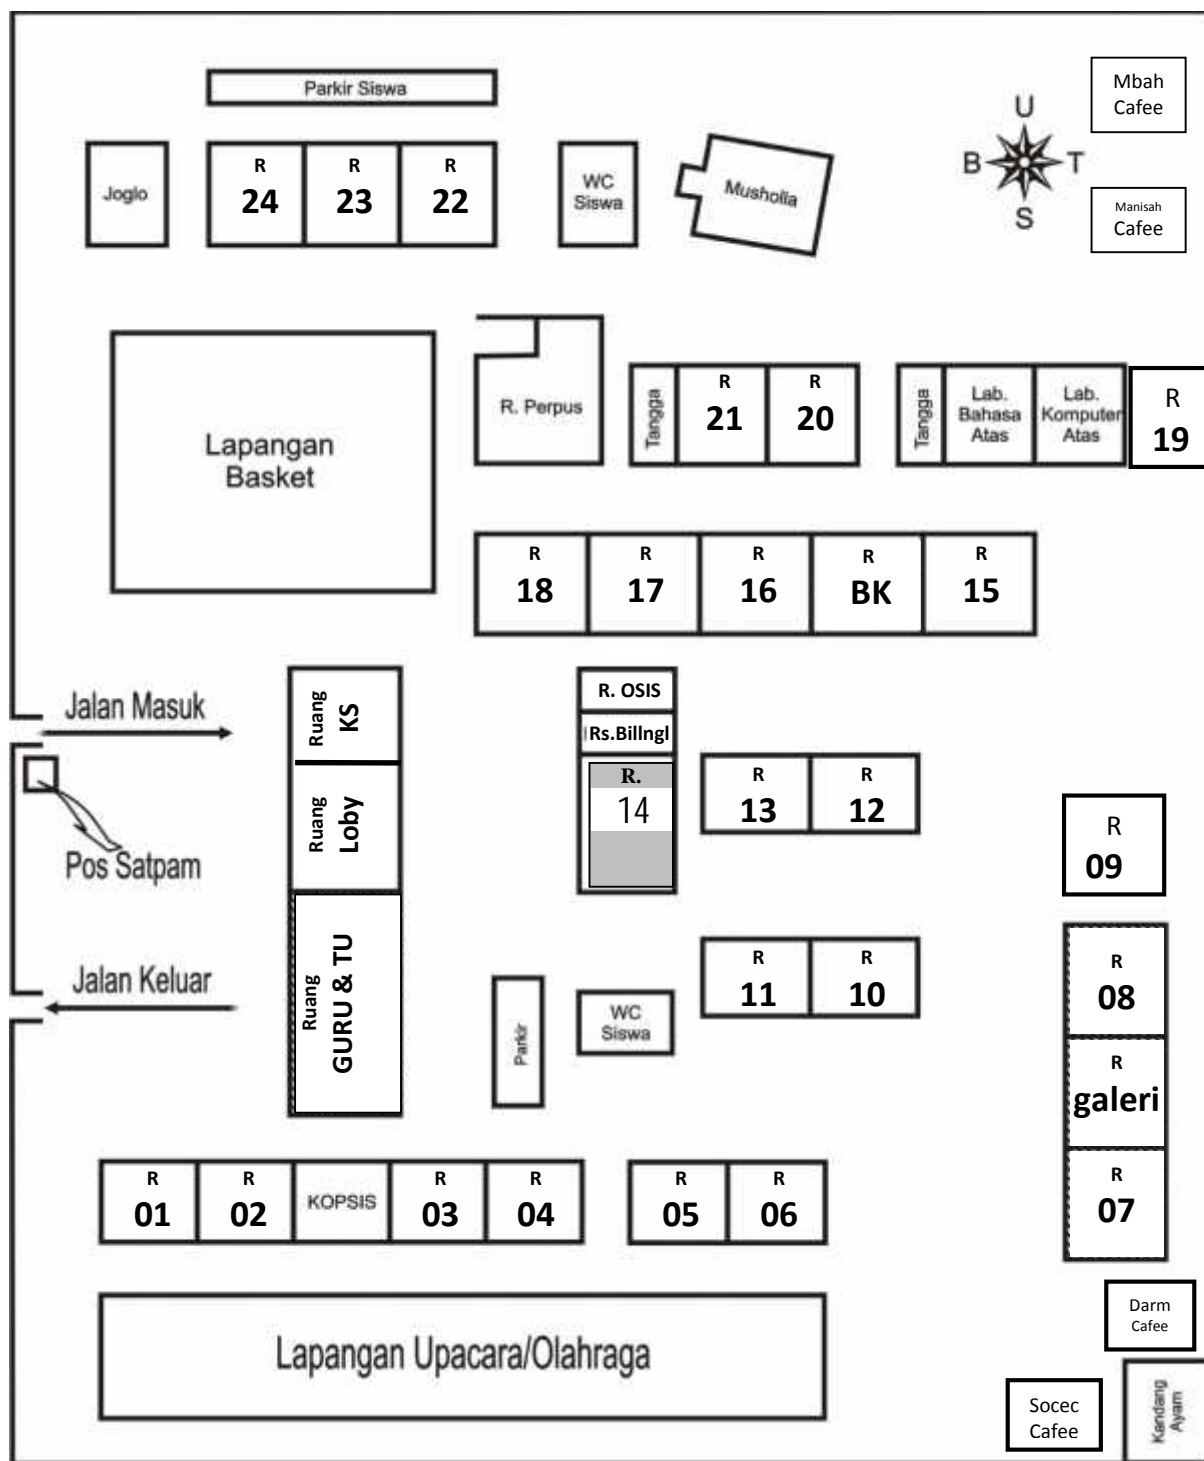 Parkir Siswa
Mbah
Cafee
U
B
T
S
Joglo
R
24
R
23
R
22
WC
Siswa
Musholla
Manisah
Cafee
Lapangan
Basket
R. Perpus
Tangga
R
21
R
20
Tangga
Lab.
Bahasa
Atas
Lab.
Komputer
Atas
R
19
R
18
R
17
R
16
R
BK
R
15
Jalan Masuk
Pos Satpam
Jalan Keluar
Ruang
KS
Ruang
Loby
Ruang
GURU & TU
R. OSIS
Rs.Billngl
R.
14
R
13
R
12
R
11
R
10
Parkir
WC
Siswa
R
09
R
08
R
galeri
R
07
R
01
R
02
KOPSIS
R
03
R
04
R
05
R
06
Lapangan Upacara/Olahraga
Darm
Cafee
Socec
Cafee
Kandang
Ayam